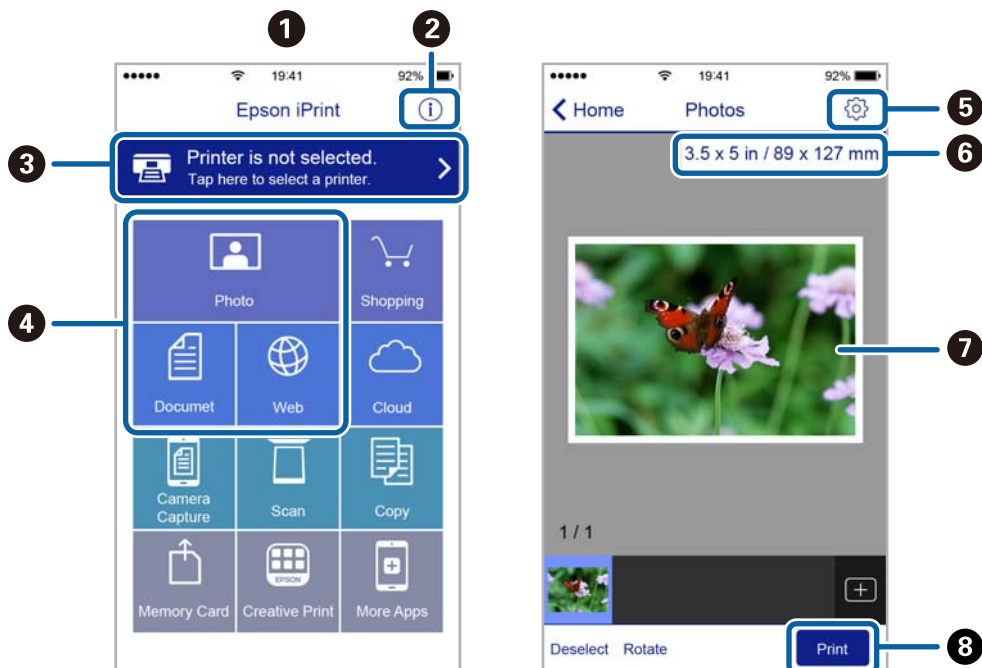 1
2
19:41
92%
Epson iPrint
3
Printer is not selected.
Tap here to select a printer.
4
Photo
Shopping
Documet
Web
Cloud
Camera
Capture
Scan
Copy
EPSON
Memory Card
Creative Print
More Apps
19:41
92%
Home
Photos
5
3.5 x 5 in / 89 x 127 mm
6
7
1 / 1
Deselect
Rotate
Print
8